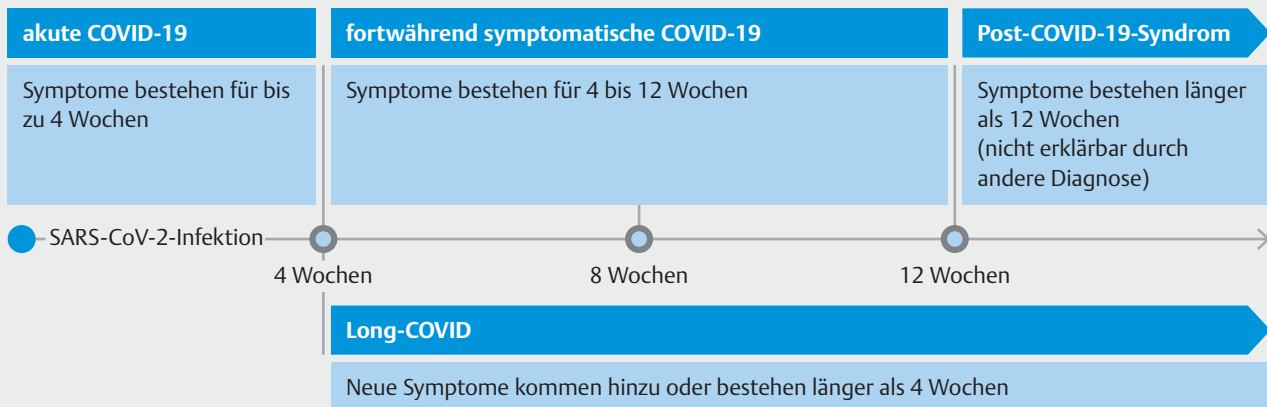 akute COVID-19
Symptome bestehen für bis
zu 4 Wochen
fortwährend symptomatische COVID-19
Symptome bestehen für 4 bis 12 Wochen
Post-COVID-19-Syndrom
Symptome bestehen länger
als 12 Wochen
(nicht erklärbar durch
andere Diagnose)
SARS-CoV-2-Infektion
4 Wochen
8 Wochen
12 Wochen
Long-COVID
Neue Symptome kommen hinzu oder bestehen länger als 4 Wochen